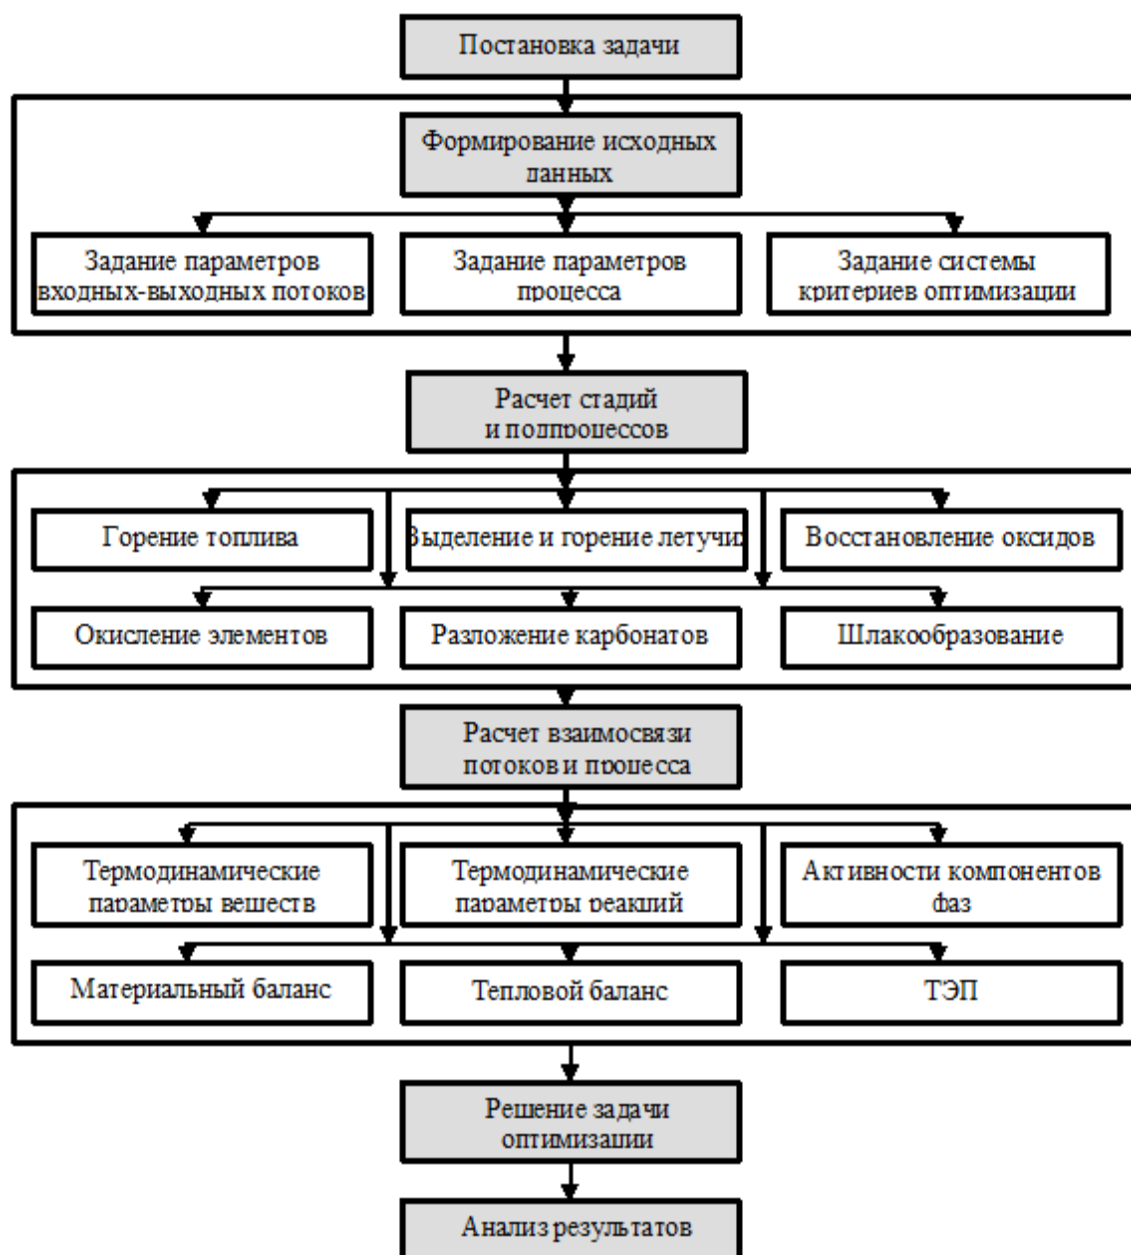 Постановка задачи
Формирование исходных
данных
Задание параметров
входных-выходных потоков
Задание параметров
процесса
Задание системы
критериев оптимизации
Расчет стадий
и подпроцессов
Горение топлива
Выделение и горение летучих
Восстановление оксидов
Окисление элементов
Разложение карбонатов
Шлакообразование
Расчет взаимосвязи
потоков и процесса
Термодинамические
параметры веществ
Термодинамические
параметры реакций
Активности компонентов
фаз
Материальный баланс
Тепловой баланс
ТЭП
Решение задачи
оптимизации
Анализ результатов